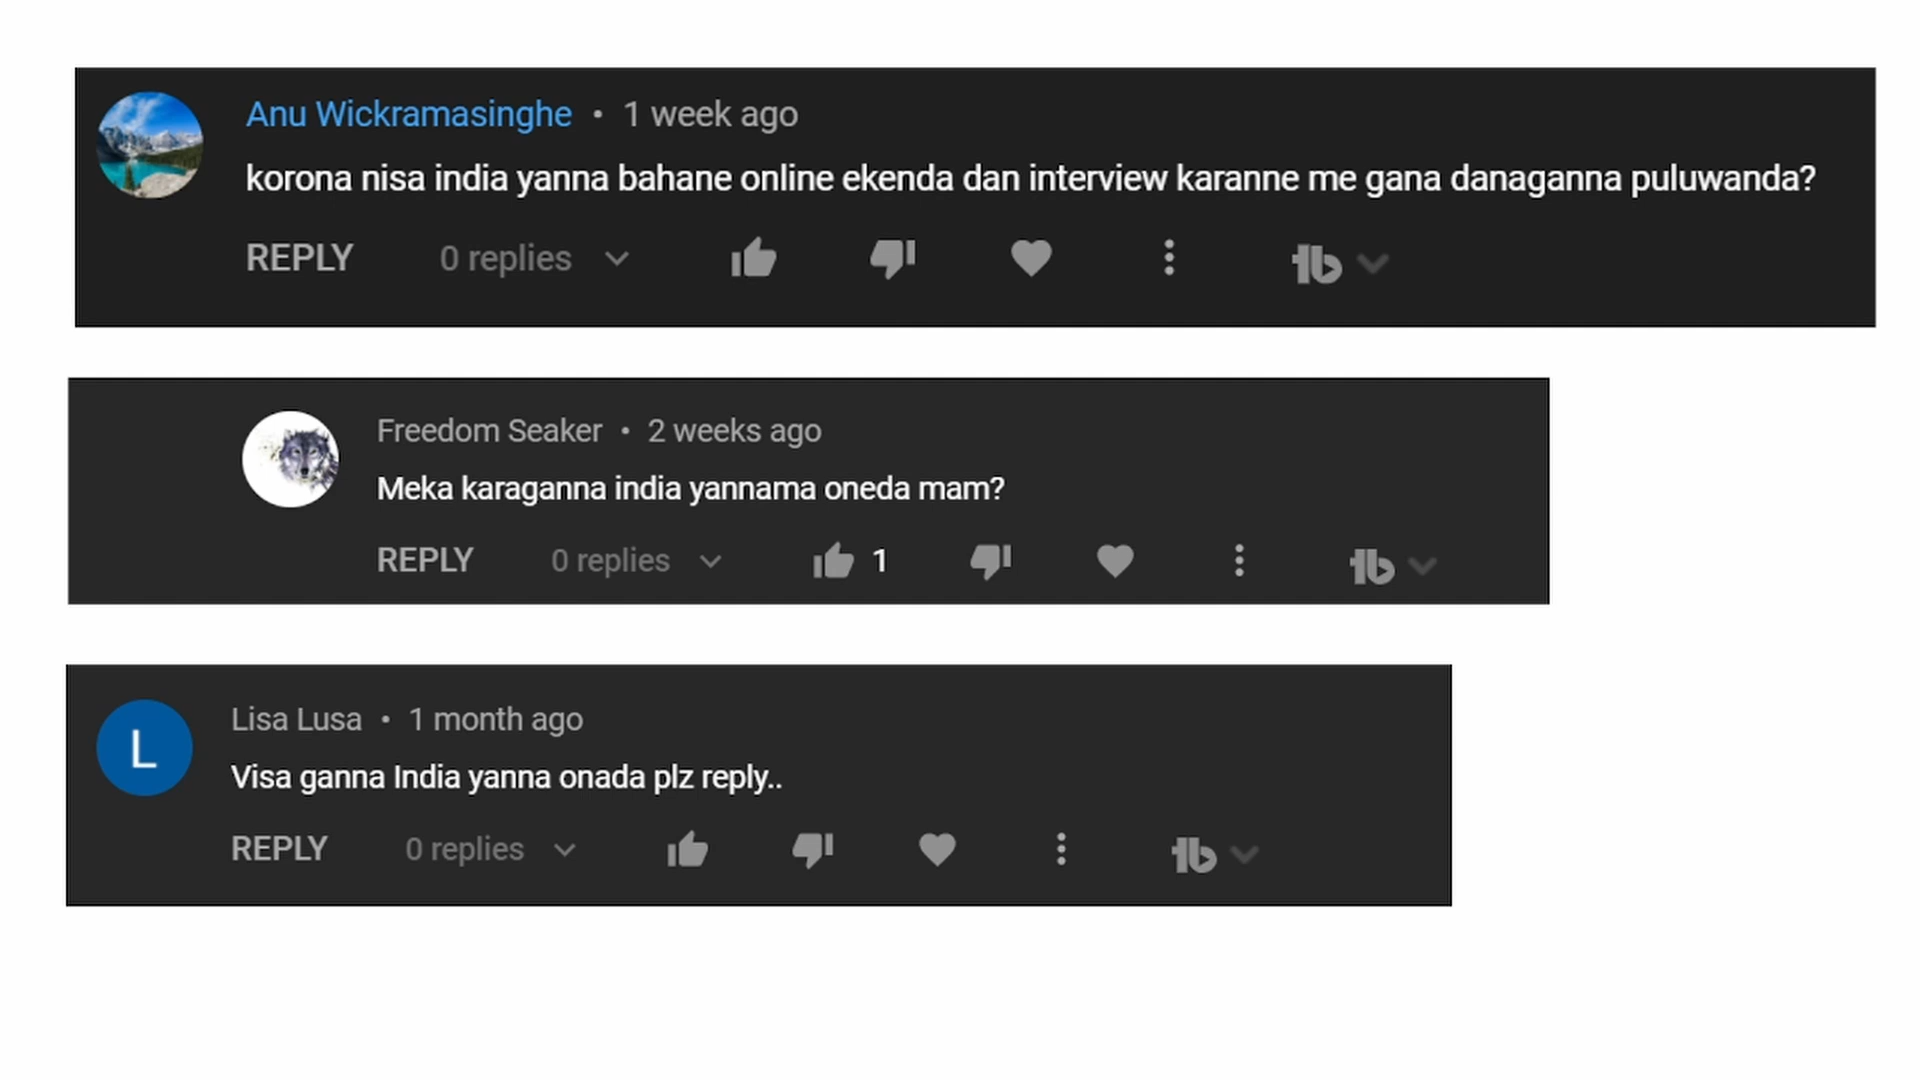 Anu Wickramasinghe • 1 week ago
korona nisa india yanna bahane online ekenda dan interview karanne me gana danaganna puluwanda?
REPLY 0 replies
Freedom Seaker • 2 weeks ago
Meka karaganna india yannama oneda mam?
REPLY 0 replies 1
L
Lisa Lusa • 1 month ago
Visa ganna India yanna onada plz reply..
REPLY 0 replies